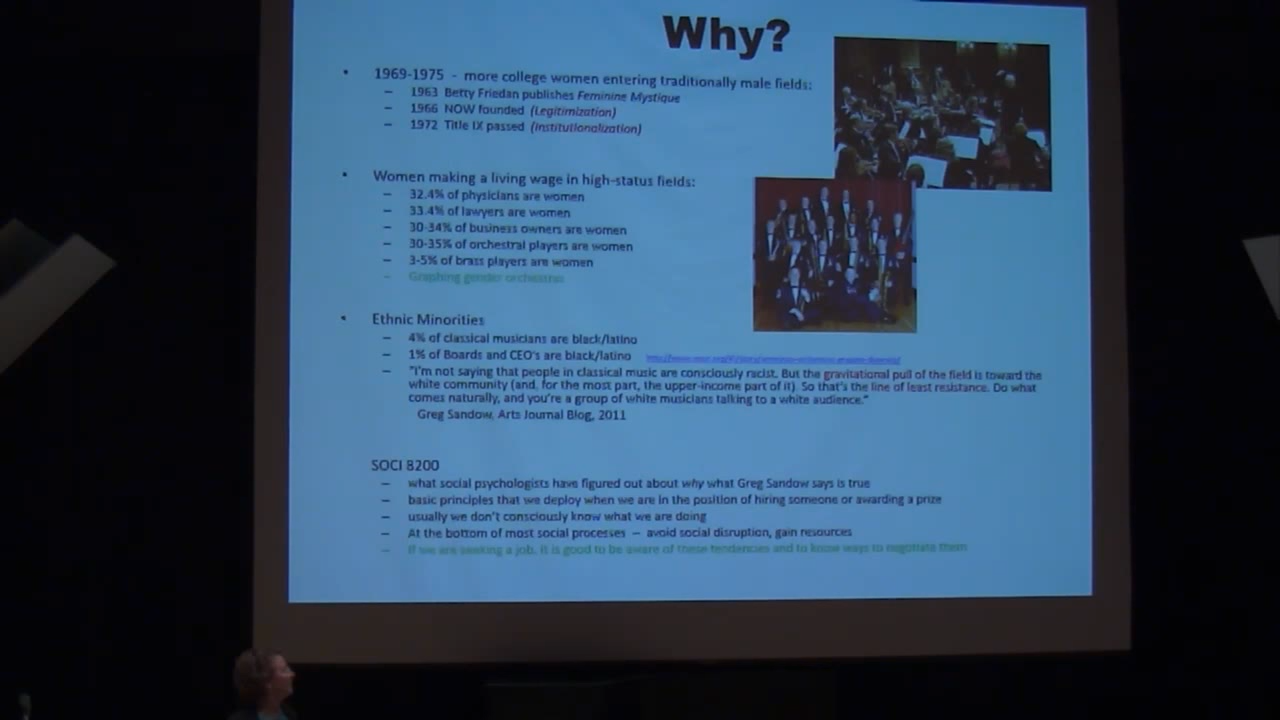 Why?
• 1969-1975 - more college women entering traditionally male fields:
– 1963 Betty Friedan publishes Feminine Mystique
– 1966 NOW founded (Legitimization)
– 1972 Title IX passed (Institutionalization)
• Women making a living wage in high-status fields:
– 32.4% of physicians are women
– 33.4% of lawyers are women
– 30-34% of business owners are women
– 30-35% of orchestral players are women
– 3-5% of brass players are women
– Graphing gender orchestras
• Ethnic Minorities
– 4% of classical musicians are black/latino
– 1% of Boards and CEO's are black/latino
– "I'm not saying that people in classical music are consciously racist. But the gravitational pull of the field is toward the
white community (and, for the most part, the upper-income part of it). So that's the line of least resistance. Do what
comes naturally, and you're a group of white musicians talking to a white audience."
Greg Sandow, Arts Journal Blog, 2011
SOCI 8200
– what social psychologists have figured out about why what Greg Sandow says is true
– basic principles that we deploy when we are in the position of hiring someone or awarding a prize
– usually we don't consciously know what we are doing
– At the bottom of most social processes – avoid social disruption, gain resources
– If we are seeking a job, it is good to be aware of these tendencies and to know ways to negotiate them